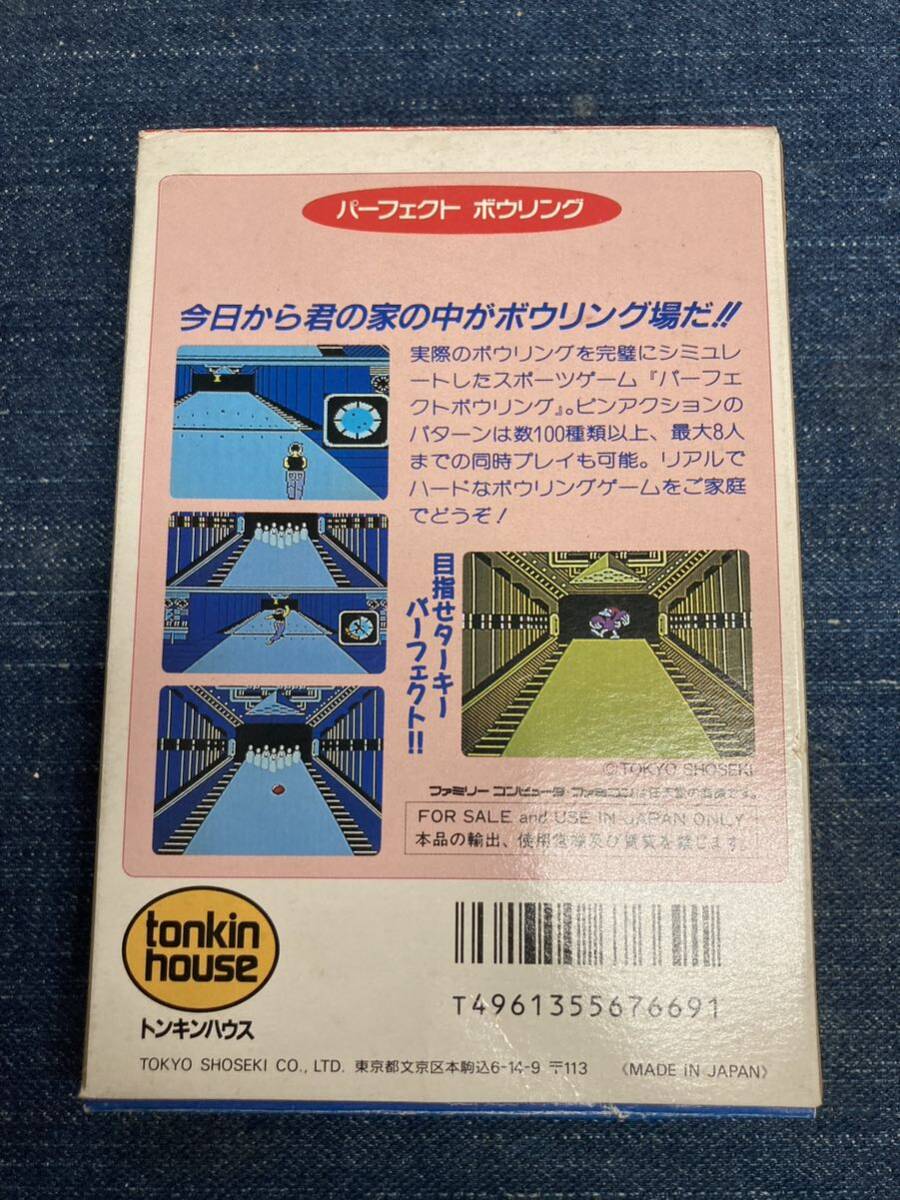 パーフェクト ボウリング
今日から君の家の中がボウリング場だ!!
実際のボウリングを完璧にシミュレ
ートしたスポーツゲーム『パーフェ
クトボウリング』。ピンアクションの
パターンは数100種類以上、最大8人
までの同時プレイも可能。リアルで
ハードなボウリングゲームをご家庭
でどうぞ!
目指せターキー
パーフェクト!!
©TOKYO SHOSEKI
ファミリーコンピュータ・ファミコンは任天堂の商標です。
FOR SALE and USE IN JAPAN ONLY
本品の輸出、使用営業及び賃貸を禁じます。
tonkin
house
トンキンハウス
T4961355676691
TOKYO SHOSEKI CO., LTD. 東京都文京区本駒込6-14-9 〒113 《MADE IN JAPAN》